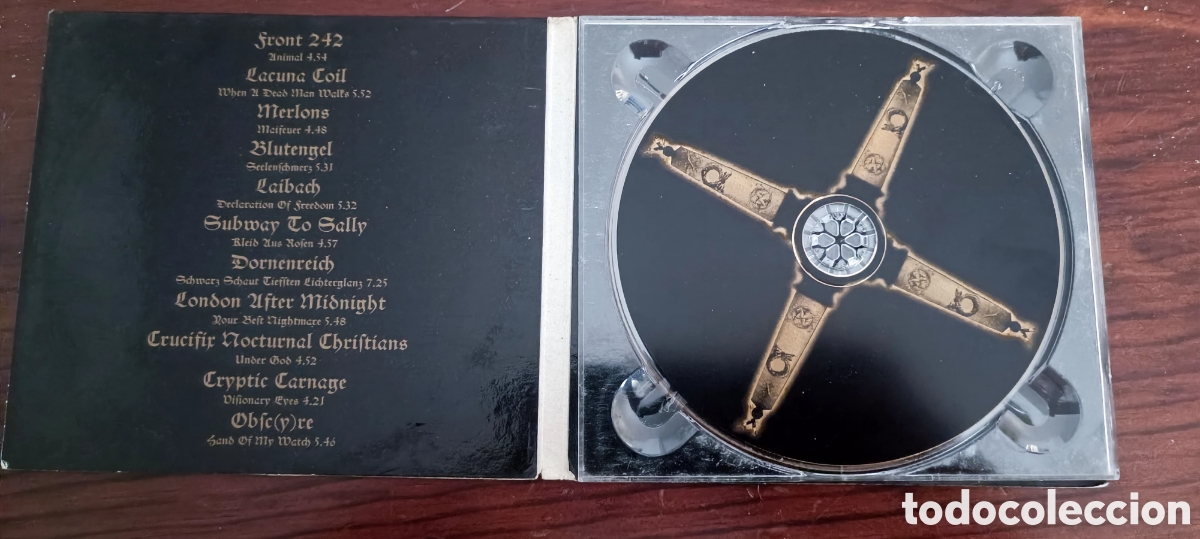 Front 242
Animal 4.54
Lacuna Coil
When A Dead Man Walks 5.52
Merlons
Maifeuer 4.48
Blutengel
Seelenſchmerz 5.31
Laibach
Declaration Of Freedom 5.32
Subway To Sally
Kleid Aus Roſen 4.57
Dornenreich
Schwarz Schaut Tiefſten Lichterglanz 7.25
London After Midnight
Your Beſt Nightmare 5.48
Crucifix Nocturnal Chriſtians
Under God 4.52
Cryptic Carnage
Viſionary Eyes 4.21
Obſc(y)re
Hand Of My Watch 5.46
todocoleccion